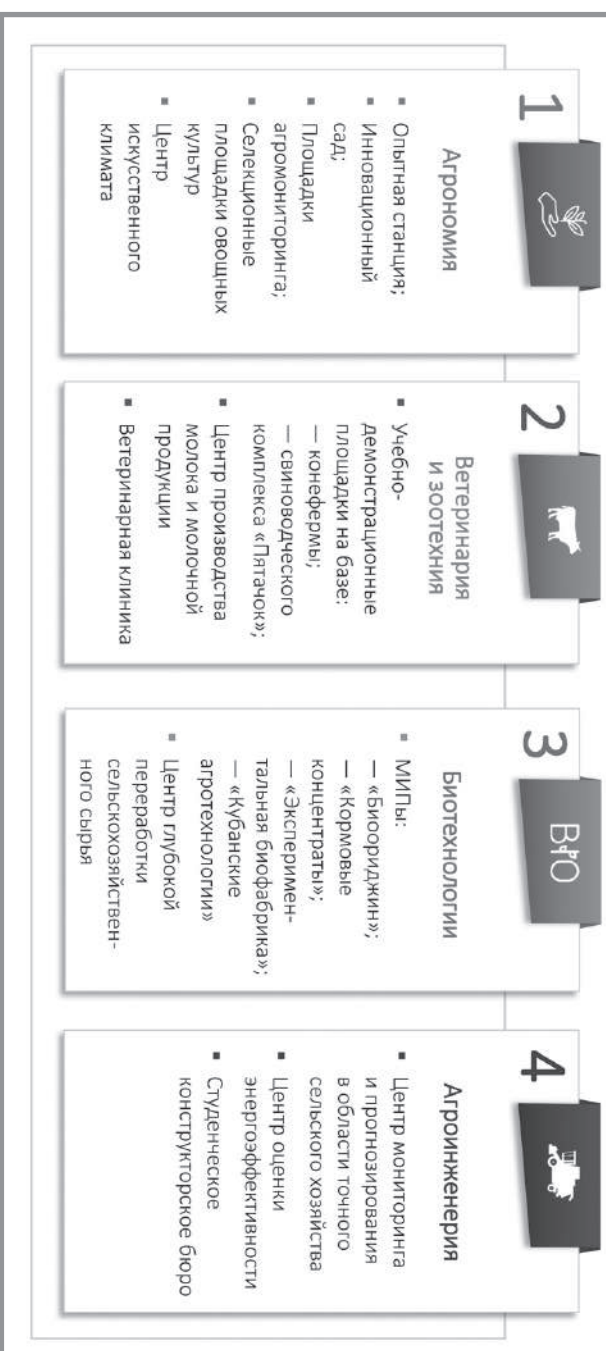 1
Агрономия
▪ Опытная станция;
▪ Инновационный
сад;
▪ Площадки
агромониторинга;
▪ Селекционные
площадки овощных
культур
▪ Центр
искусственного
климата
2
Ветеринария
и зоотехния
▪ Учебно-
демонстрационные
площадки на базе:
— конефермы;
— свиноводческого
комплекса «Пятачок»;
▪ Центр производства
молока и молочной
продукции
▪ Ветеринарная клиника
3
BIO
Биотехнологии
▪ МИПы:
— «Биоориджин»;
— «Кормовые
концентраты»;
— «Эксперимен-
тальная биофабрика»;
— «Кубанские
агротехнологии»
▪ Центр глубокой
переработки
сельскохозяйствен-
ного сырья
4
Агроинженерия
▪ Центр мониторинга
и прогнозирования
в области точного
сельского хозяйства
▪ Центр оценки
энергоэффективности
▪ Студенческое
конструкторское бюро